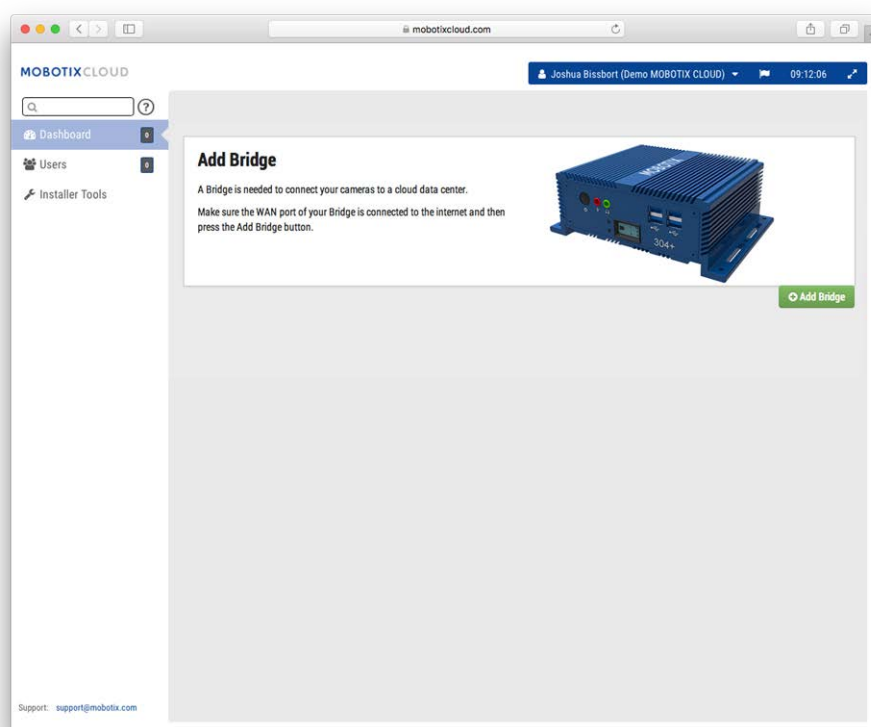 mobotixcloud.com
MOBOTIXCLOUD
Joshua Bissbort (Demo MOBOTIX CLOUD) 09:12:06
?
Dashboard 0
Users 0
Installer Tools
Add Bridge
A Bridge is needed to connect your cameras to a cloud data center.
Make sure the WAN port of your Bridge is connected to the internet and then
press the Add Bridge button.
MOBOTIX
304+
Add Bridge
Support: support@mobotix.com